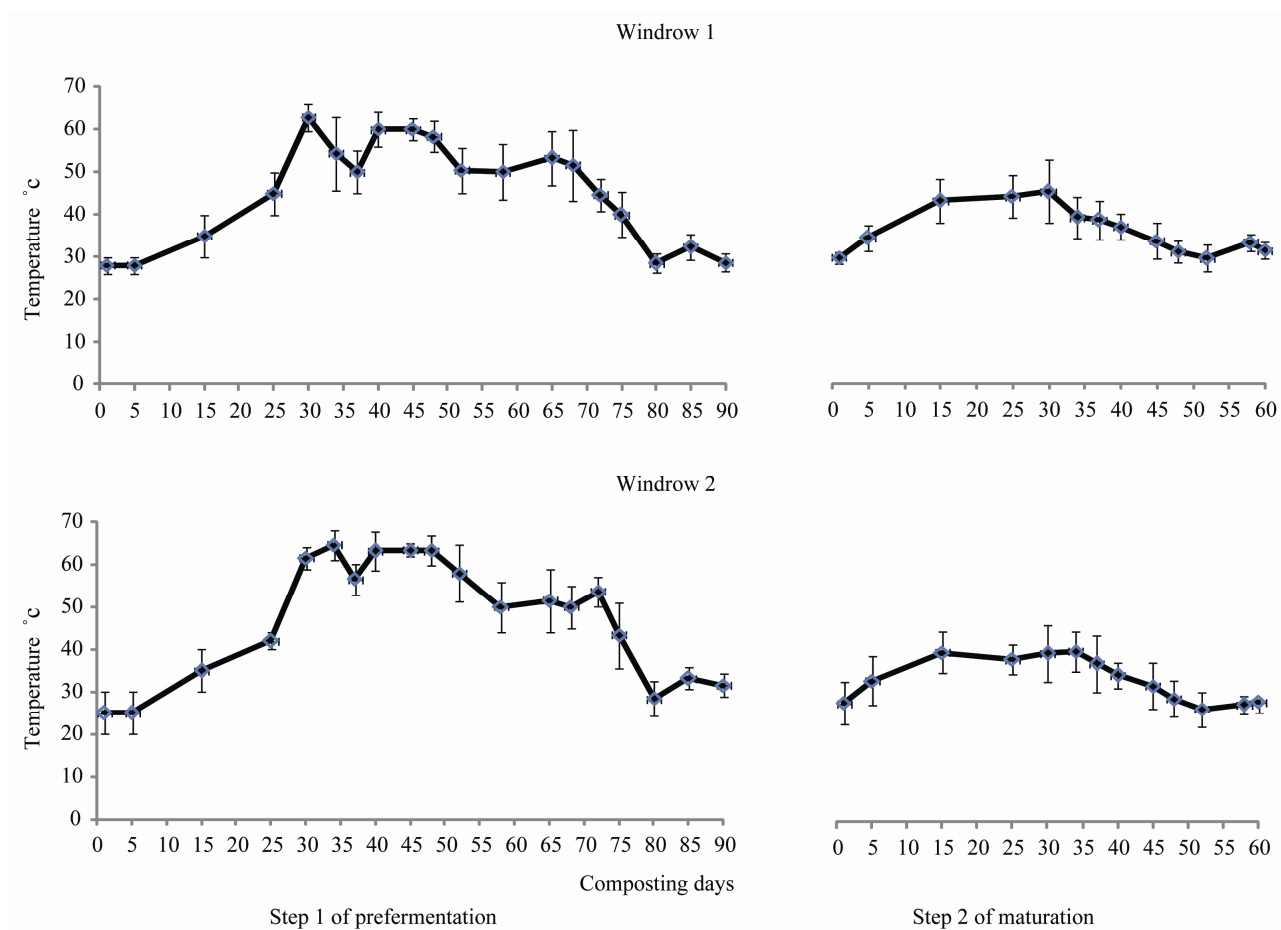 Windrow 1
70
60
50
40
30
20
10
0
Temperature °c
0 5 10 15 20 25 30 35 40 45 50 55 60 65 70 75 80 85 90
0 5 10 15 20 25 30 35 40 45 50 55 60
Windrow 2
70
60
50
40
30
20
10
0
Temperature °c
0 5 10 15 20 25 30 35 40 45 50 55 60 65 70 75 80 85 90
0 5 10 15 20 25 30 35 40 45 50 55 60
Composting days
Step 1 of prefermentation
Step 2 of maturation